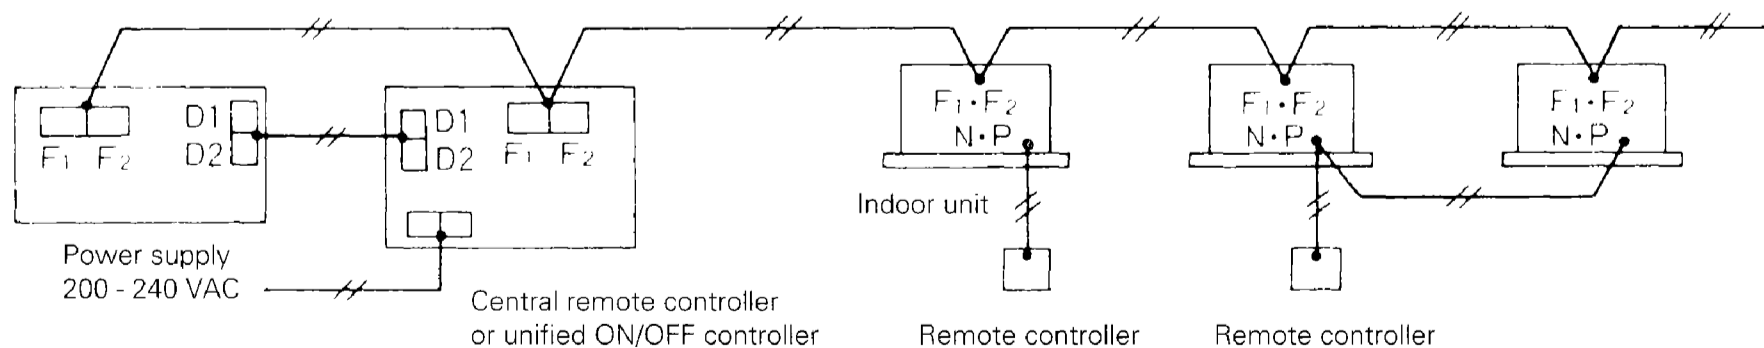 F1 F2
D1
D2
D1
D2
F1 F2
F1·F2
N·P
F1·F2
N·P
F1·F2
N·P
Indoor unit
Power supply
200 - 240 VAC
Central remote controller
or unified ON/OFF controller
Remote controller
Remote controller